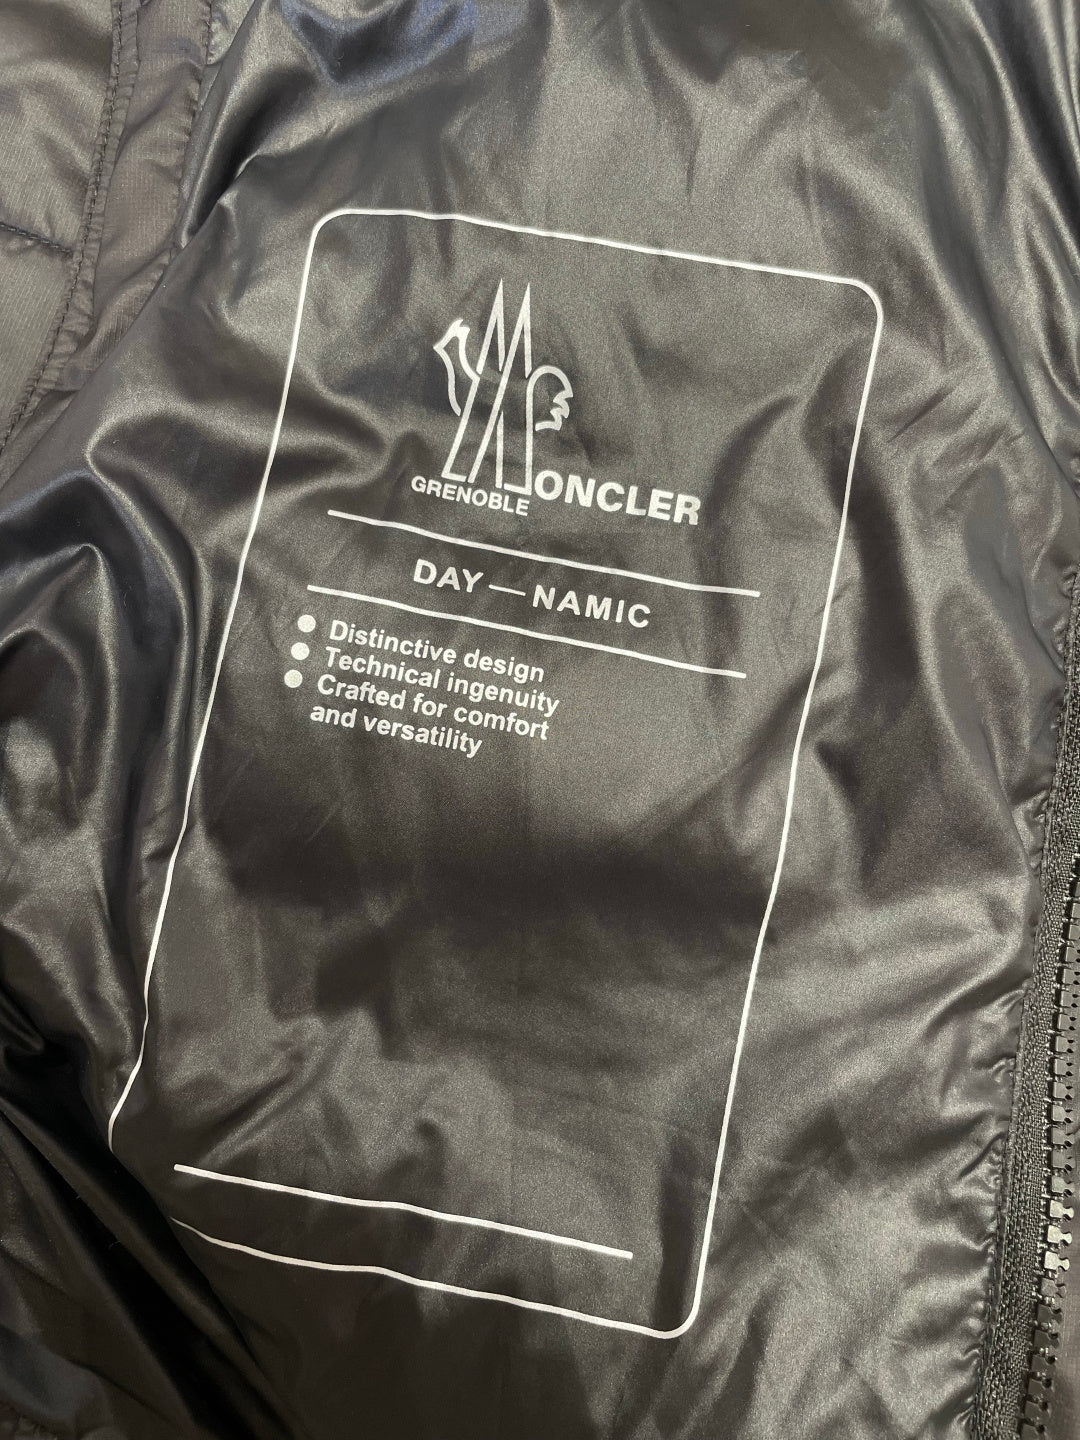 GRENOBLE MONCLER
DAY — NAMIC
● Distinctive design
● Technical ingenuity
● Crafted for comfort
and versatility